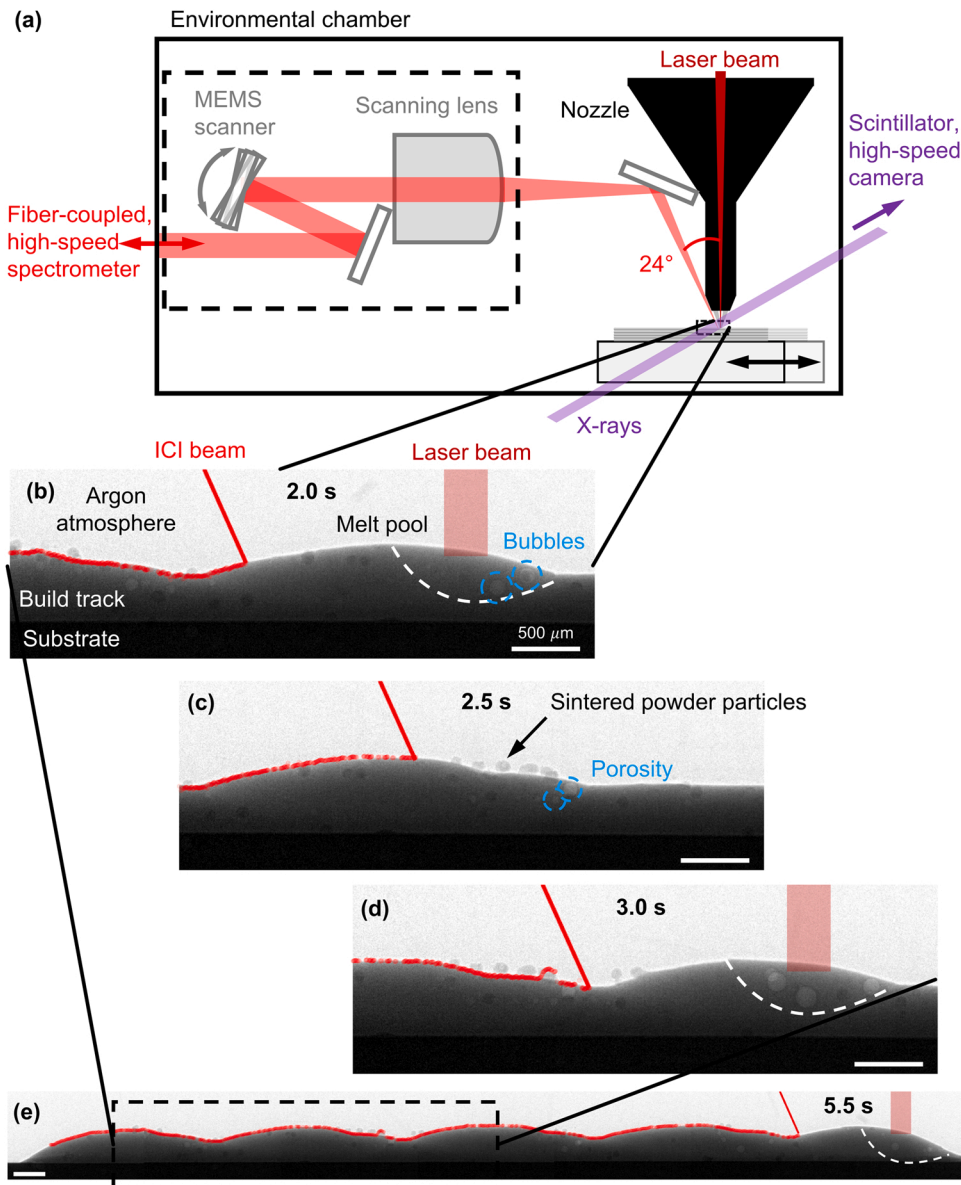 (a)
Environmental chamber
Laser beam
MEMS
scanner
Scanning lens
Nozzle
Scintillator,
high-speed
camera
Fiber-coupled,
high-speed
spectrometer
24°
X-rays
ICI beam
Laser beam
(b)
2.0 s
Argon
atmosphere
Melt pool
Bubbles
Build track
Substrate
500 μm
(c)
2.5 s
Sintered powder particles
Porosity
(d)
3.0 s
(e)
5.5 s